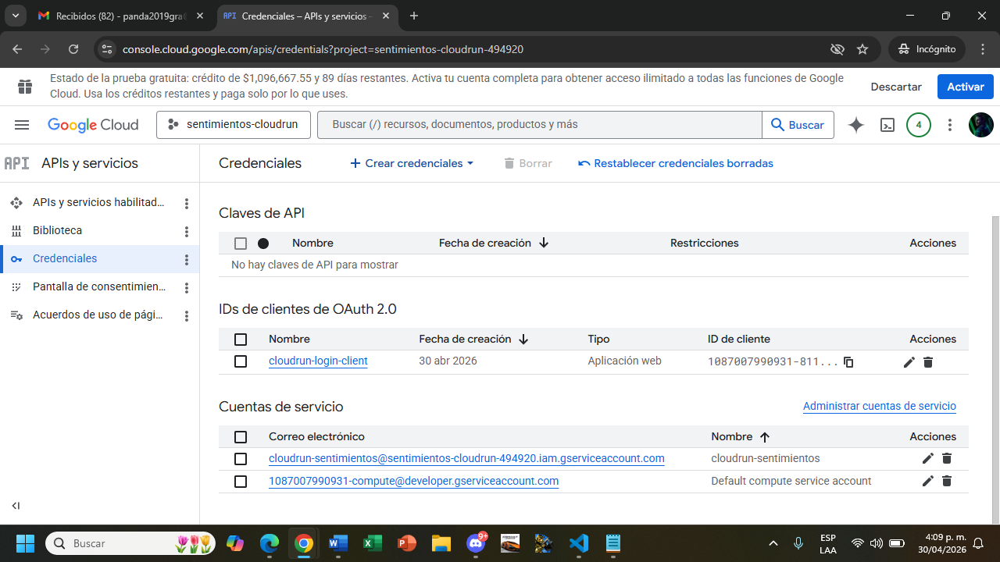 Recibidos (82) - panda2019gra
Credenciales – APIs y servicios –
console.cloud.google.com/apis/credentials?project=sentimientos-cloudrun-494920
Incógnito
Estado de la prueba gratuita: crédito de $1,096,667.55 y 89 días restantes. Activa tu cuenta completa para obtener acceso ilimitado a todas las funciones de Google
Cloud. Usa los créditos restantes y paga solo por lo que uses.
Descartar
Activar
Google Cloud
sentimientos-cloudrun
Buscar (/) recursos, documentos, productos y más
Buscar
4
API APIs y servicios
Credenciales
Crear credenciales
Borrar
Restablecer credenciales borradas
APIs y servicios habilitad...
Biblioteca
Credenciales
Pantalla de consentimien...
Acuerdos de uso de pági...
Claves de API
Nombre Fecha de creación Restricciones Acciones
No hay claves de API para mostrar
IDs de clientes de OAuth 2.0
Nombre Fecha de creación Tipo ID de cliente Acciones
cloudrun-login-client 30 abr 2026 Aplicación web 1087007990931-811...
Cuentas de servicio
Administrar cuentas de servicio
Correo electrónico Nombre Acciones
cloudrun-sentimientos@sentimientos-cloudrun-494920.iam.gserviceaccount.com cloudrun-sentimientos
1087007990931-compute@developer.gserviceaccount.com Default compute service account
Buscar
9+
ESP
LAA
4:09 p. m.
30/04/2026